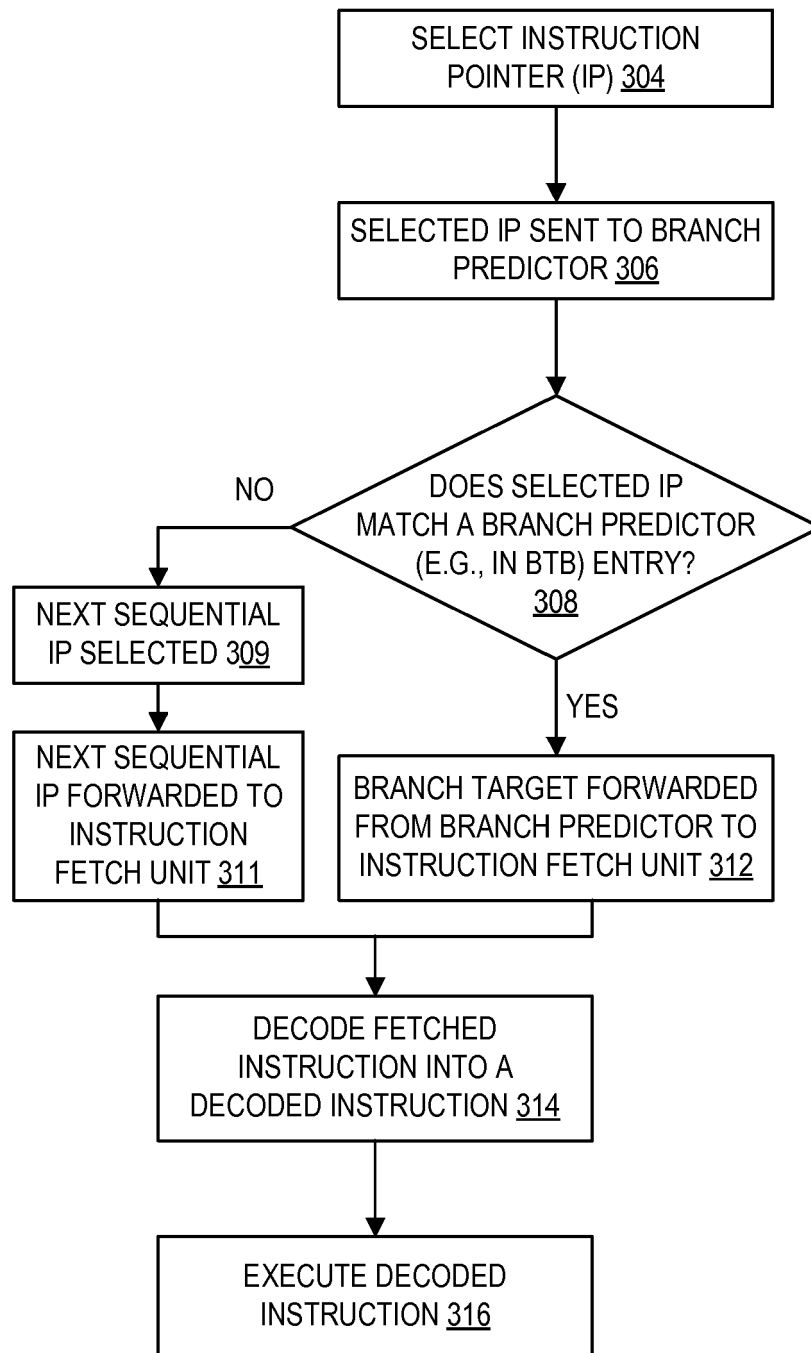 SELECT INSTRUCTION
POINTER (IP) 304
SELECTED IP SENT TO BRANCH
PREDICTOR 306
DOES SELECTED IP
MATCH A BRANCH PREDICTOR
(E.G., IN BTB) ENTRY?
308
NO
NEXT SEQUENTIAL
IP SELECTED 309
NEXT SEQUENTIAL
IP FORWARDED TO
INSTRUCTION
FETCH UNIT 311
YES
BRANCH TARGET FORWARDED
FROM BRANCH PREDICTOR TO
INSTRUCTION FETCH UNIT 312
DECODE FETCHED
INSTRUCTION INTO A
DECODED INSTRUCTION 314
EXECUTE DECODED
INSTRUCTION 316